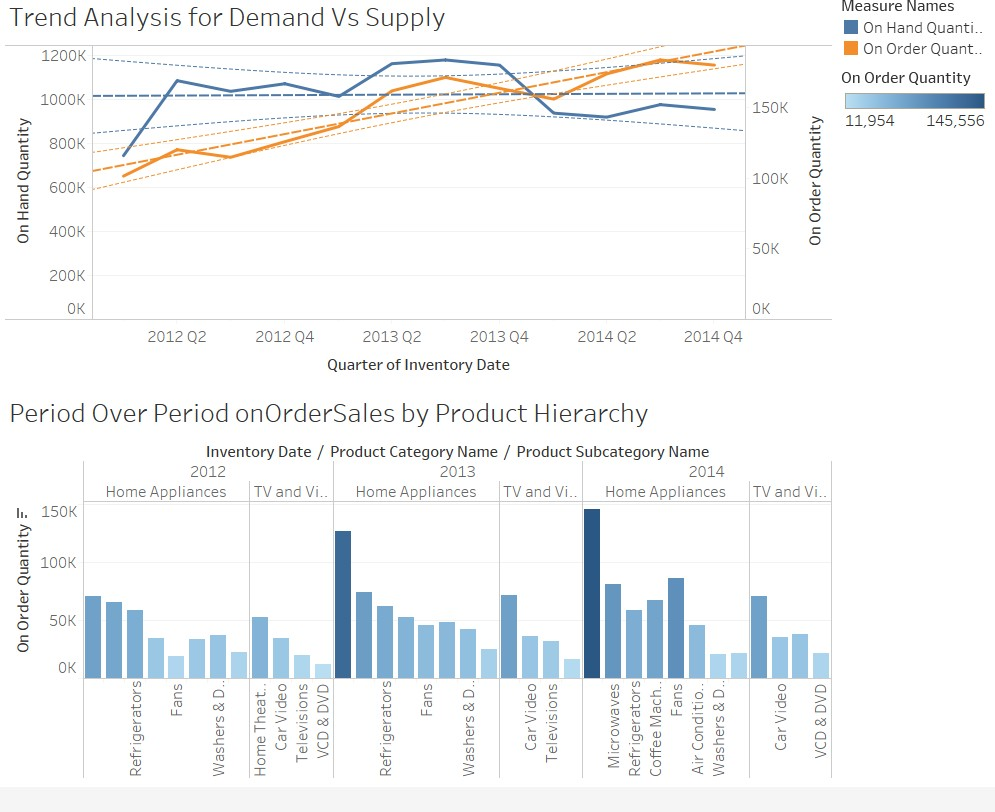 Trend Analysis for Demand Vs Supply
Measure Names
On Hand Quanti..
On Order Quant..
On Order Quantity
11,954 145,556
On Hand Quantity
1200K
1000K
800K
600K
400K
200K
0K
150K
100K
50K
0K
On Order Quantity
2012 Q2 2012 Q4 2013 Q2 2013 Q4 2014 Q2 2014 Q4
Quarter of Inventory Date
Period Over Period onOrderSales by Product Hierarchy
Inventory Date / Product Category Name / Product Subcategory Name
2012 2013 2014
Home Appliances TV and Vi.. Home Appliances TV and Vi.. Home Appliances TV and Vi..
On Order Quantity
150K
100K
50K
0K
Refrigerators
Fans
Washers & D..
Home Theat..
Car Video
Televisions
VCD & DVD
Refrigerators
Fans
Washers & D..
Car Video
Televisions
Microwaves
Refrigerators
Coffee Mach..
Fans
Air Conditio..
Washers & D..
Car Video
VCD & DVD